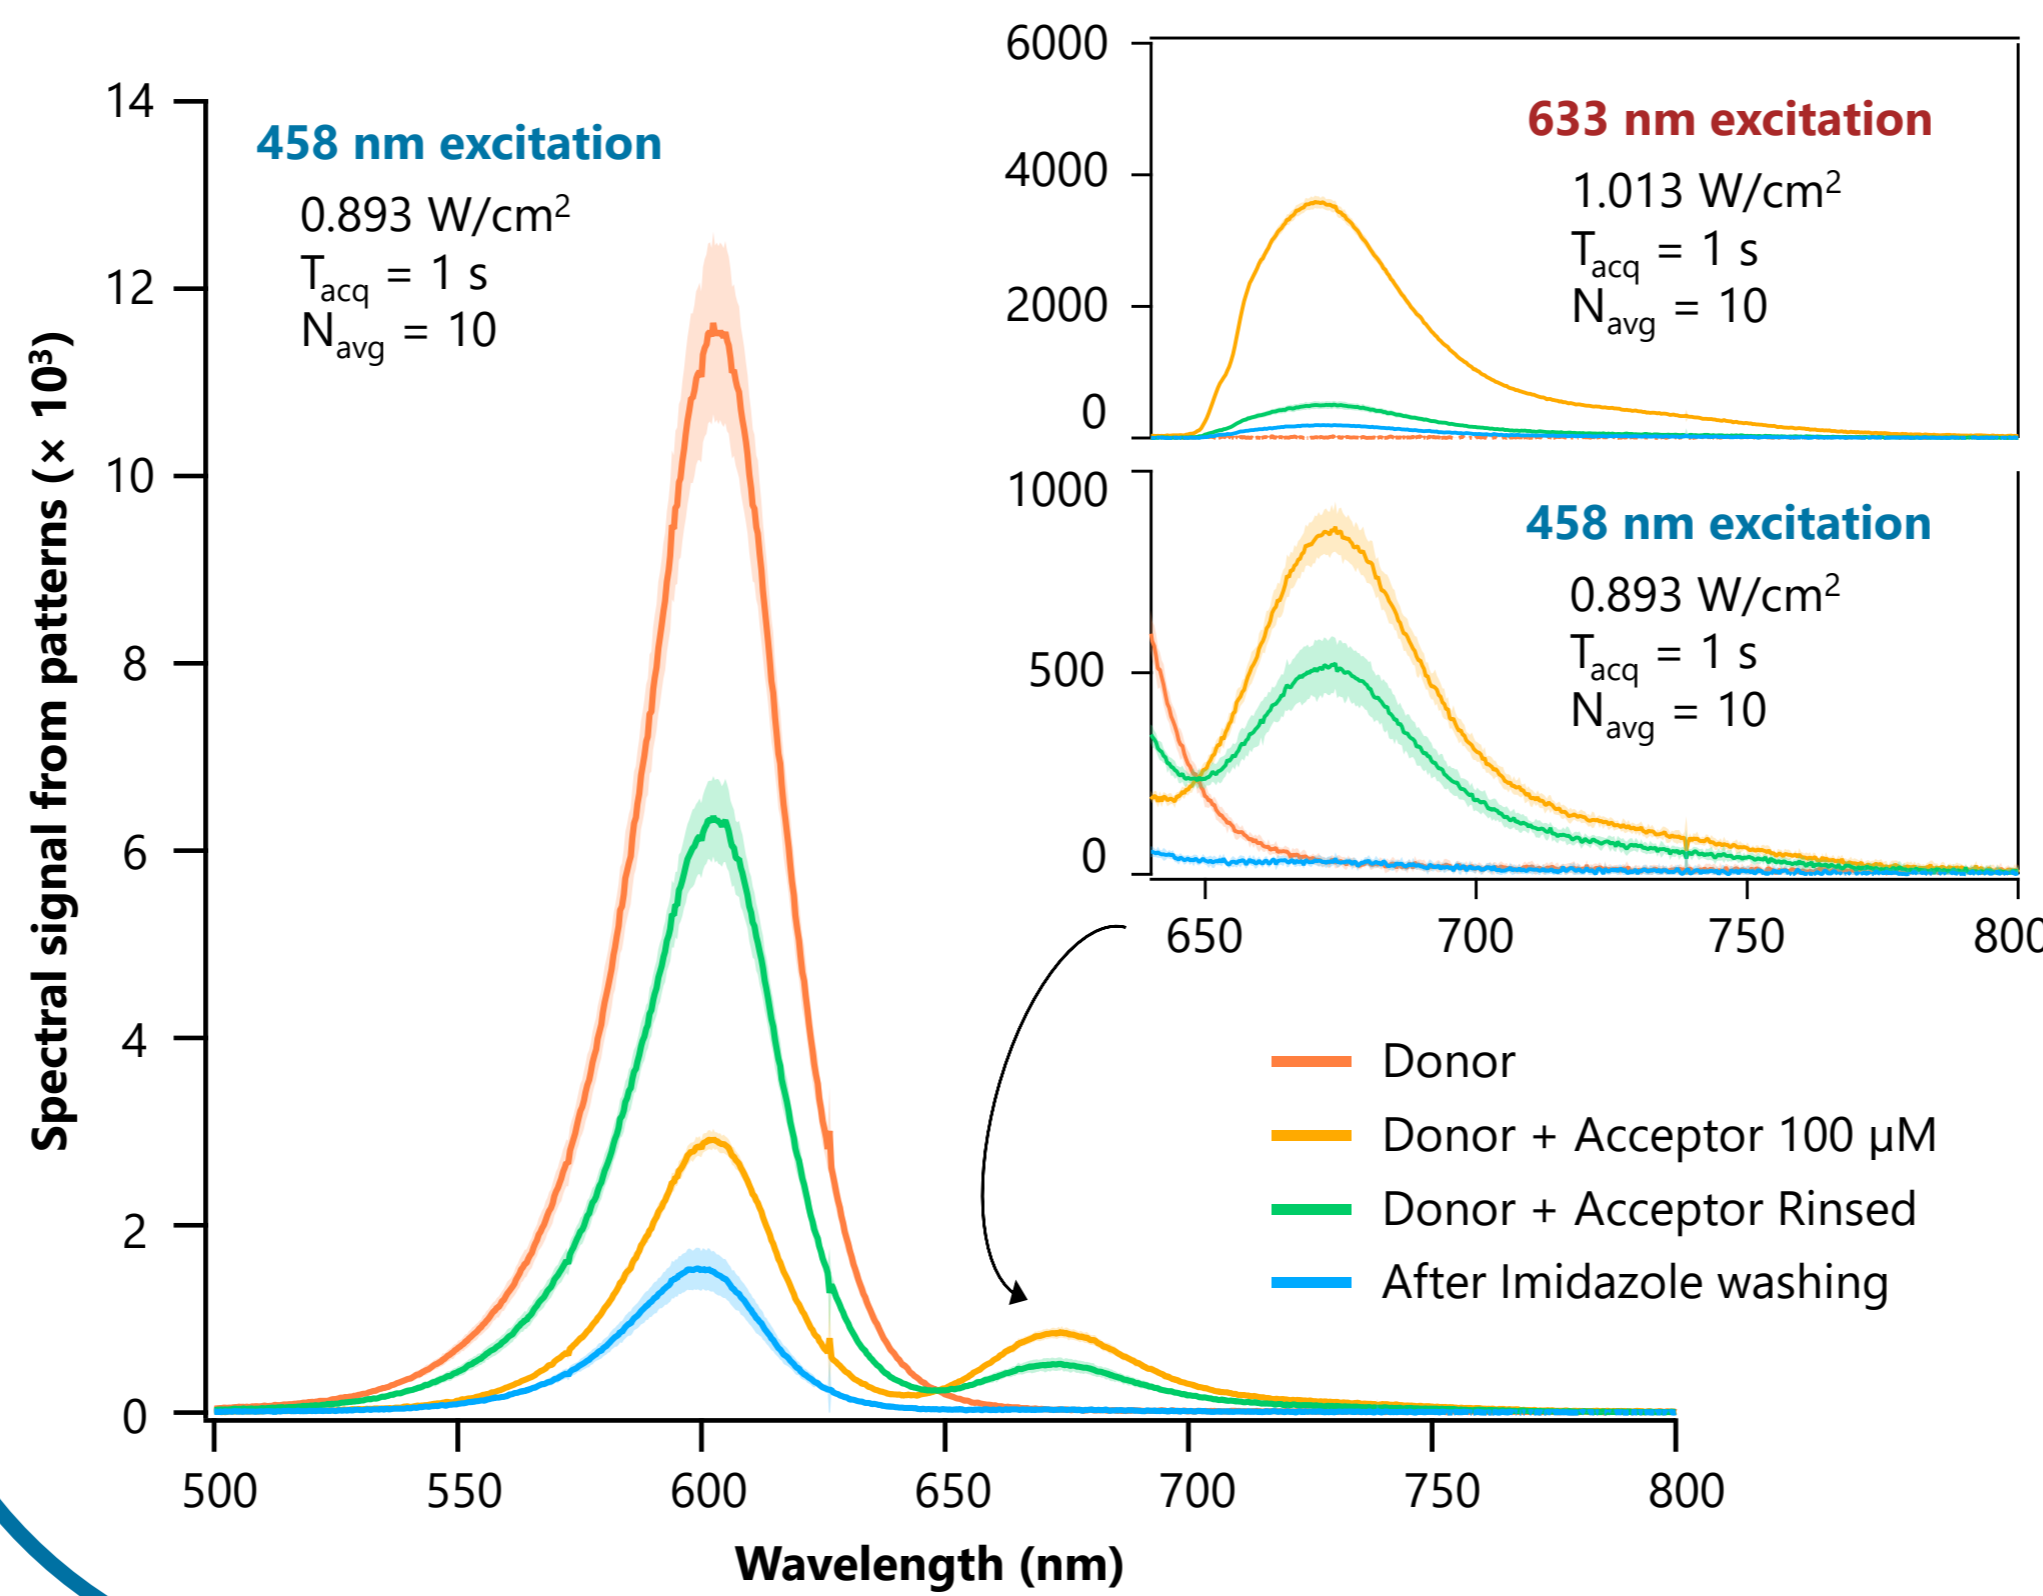 Spectral signal from patterns (× 10³)
14
12
10
8
6
4
2
0
458 nm excitation
0.893 W/cm²
Tacq = 1 s
Navg = 10
6000
4000
2000
0
633 nm excitation
1.013 W/cm²
Tacq = 1 s
Navg = 10
1000
500
0
458 nm excitation
0.893 W/cm²
Tacq = 1 s
Navg = 10
650 700 750 800
Donor
Donor + Acceptor 100 µM
Donor + Acceptor Rinsed
After Imidazole washing
500 550 600 650 700 750 800
Wavelength (nm)